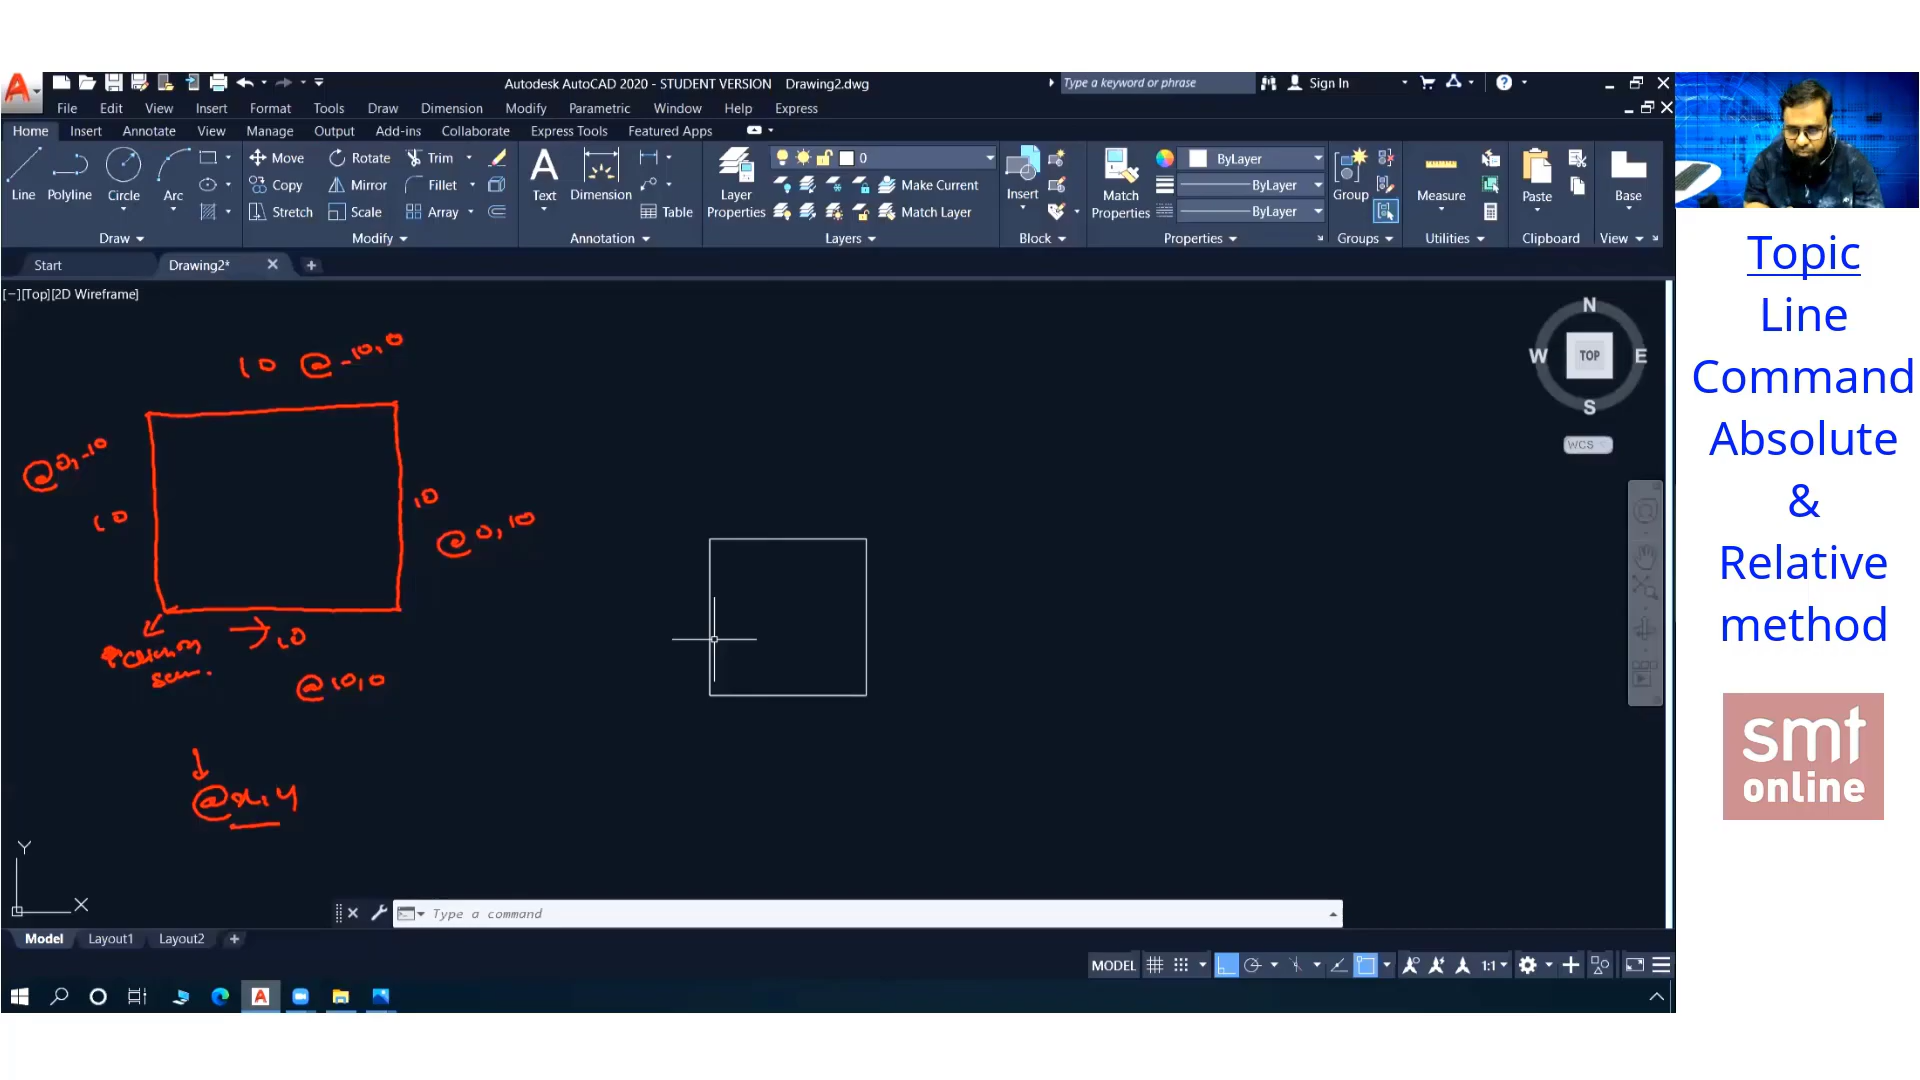 Autodesk AutoCAD 2020 - STUDENT VERSION Drawing2.dwg
Type a keyword or phrase
Sign In
File Edit View Insert Format Tools Draw Dimension Modify Parametric Window Help Express
Home Insert Annotate View Manage Output Add-ins Collaborate Express Tools Featured Apps
Line Polyline Circle Arc
Move Rotate Trim
Copy Mirror Fillet
Stretch Scale Array
Text Dimension Table
Layer Properties
0
Make Current
Match Layer
Insert
Match Properties
ByLayer
ByLayer
ByLayer
Group
Measure
Paste
Base
Draw Modify Annotation Layers Block Properties Groups Utilities Clipboard View
Start Drawing2*
[−][Top][2D Wireframe]
N
W TOP E
S
WCS
10 @-10,0
@0,-10
10
10
@0,10
10
@10,0
@x,y
Y
X
Type a command
Model Layout1 Layout2
MODEL 1:1
Topic
Line
Command
Absolute
&
Relative
method
smt
online